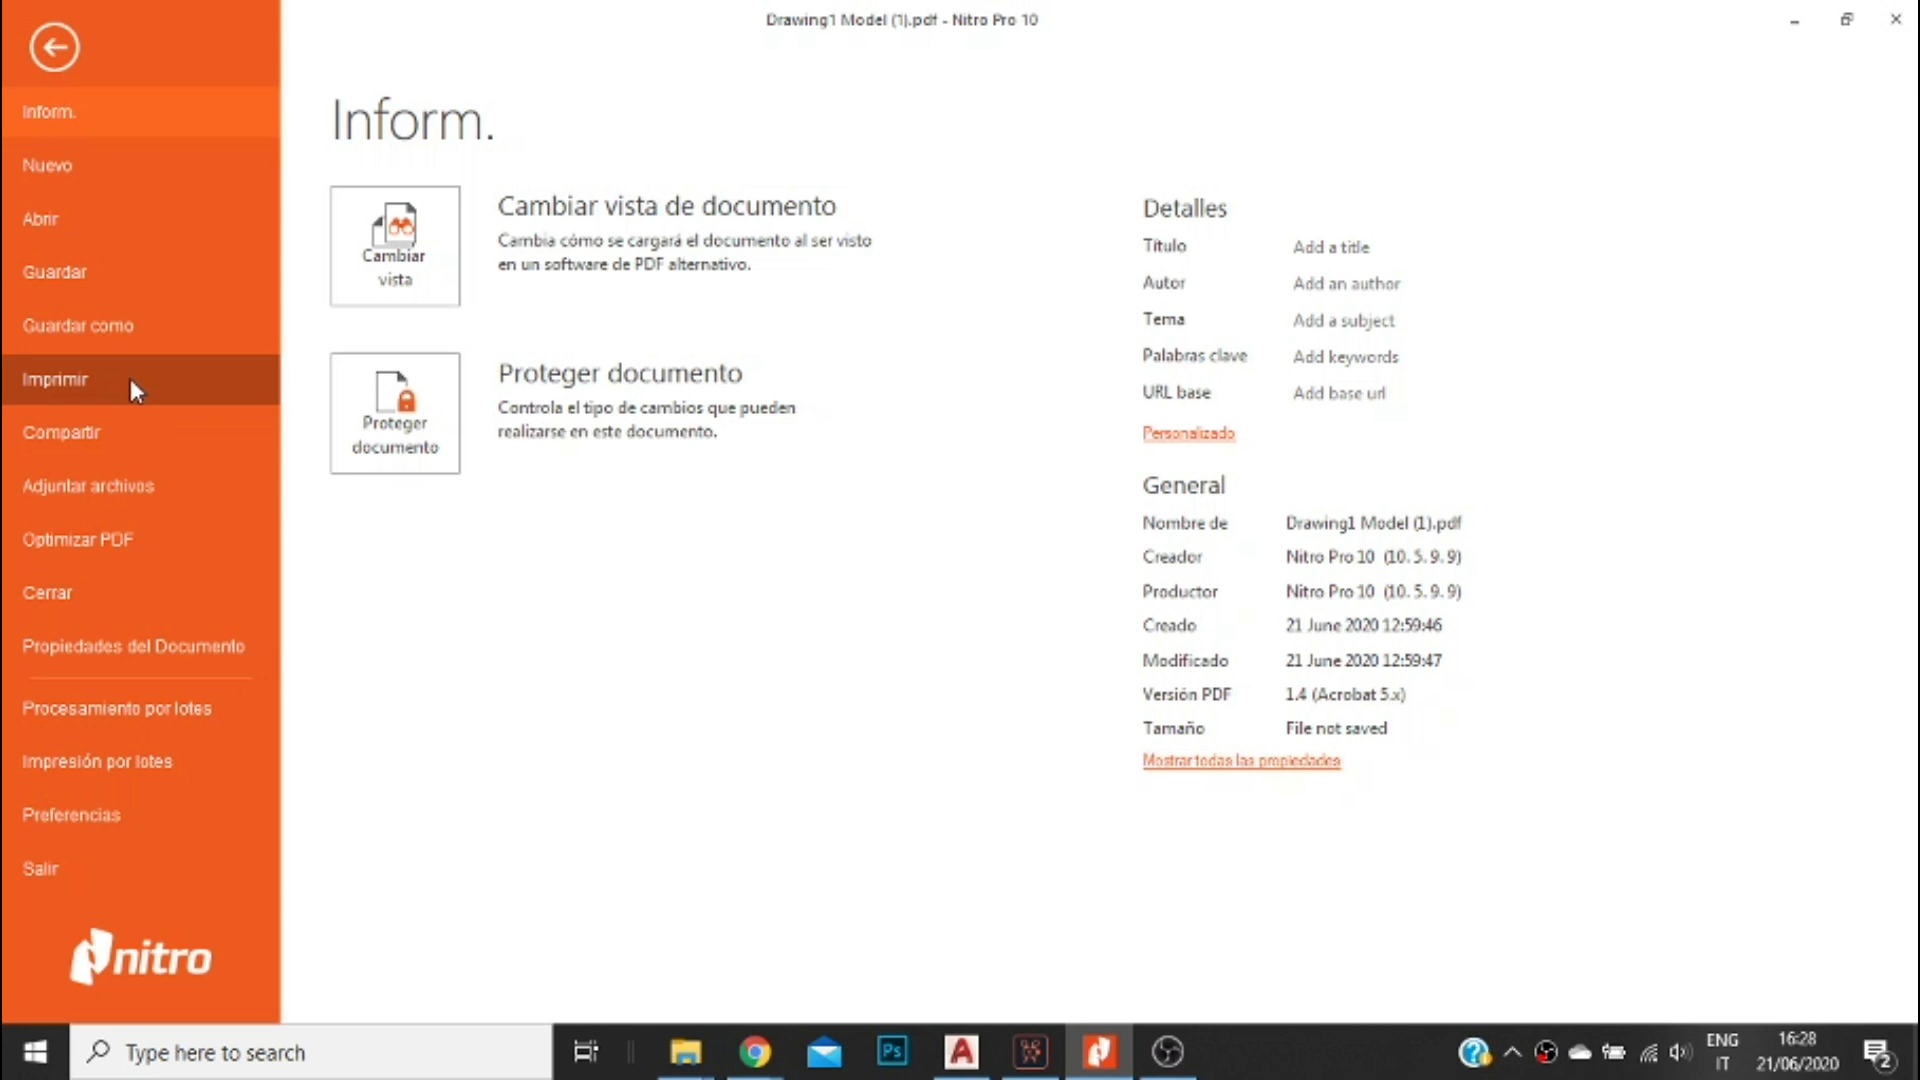 Drawing1 Model (1).pdf - Nitro Pro 10
Inform.
Nuevo
Abrir
Guardar
Guardar como
Imprimir
Compartir
Adjuntar archivos
Optimizar PDF
Cerrar
Propiedades del Documento
Procesamiento por lotes
Impresión por lotes
Preferencias
Salir
nitro
Inform.
Cambiar
vista
Cambiar vista de documento
Cambia cómo se cargará el documento al ser visto
en un software de PDF alternativo.
Proteger
documento
Proteger documento
Controla el tipo de cambios que pueden
realizarse en este documento.
Detalles
Título Add a title
Autor Add an author
Tema Add a subject
Palabras clave Add keywords
URL base Add base url
Personalizado
General
Nombre de Drawing1 Model (1).pdf
Creador Nitro Pro 10 (10. 5. 9. 9)
Productor Nitro Pro 10 (10. 5. 9. 9)
Creado 21 June 2020 12:59:46
Modificado 21 June 2020 12:59:47
Versión PDF 1.4 (Acrobat 5.x)
Tamaño File not saved
Mostrar todas las propiedades
Type here to search
Ps
ENG
IT
16:28
21/06/2020
2